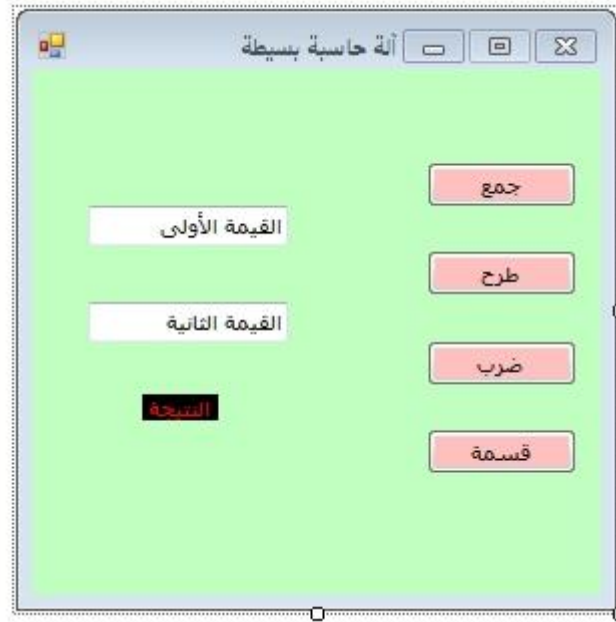 آلة حاسبة بسيطة
جمع
القيمة الأولى
طرح
القيمة الثانية
ضرب
النتيجة
قسمة